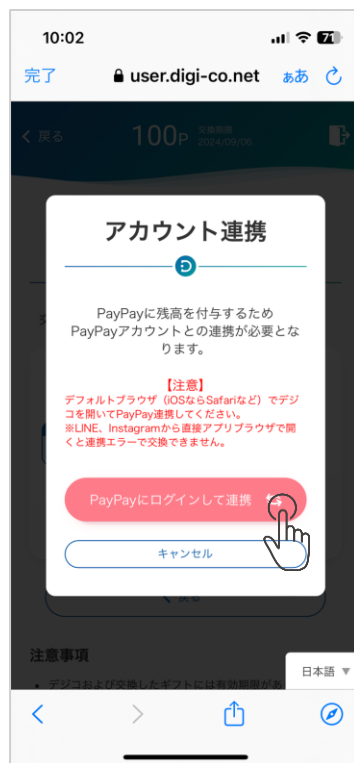 10:02 71
完了 user.digi-co.net ぁあ
< 戻る 100P 交換期限
2024/09/06
アカウント連携
PayPayに残高を付与するため
PayPayアカウントとの連携が必要とな
ります。
【注意】
デフォルトブラウザ（iOSならSafariなど）でデジ
コを開いてPayPay連携してください。
※LINE、Instagramから直接アプリブラウザで開
くと連携エラーで交換できません。
PayPayにログインして連携
キャンセル
< 戻る
注意事項
日本語 ▼
• デジコおよび交換したギフトには有効期限があ